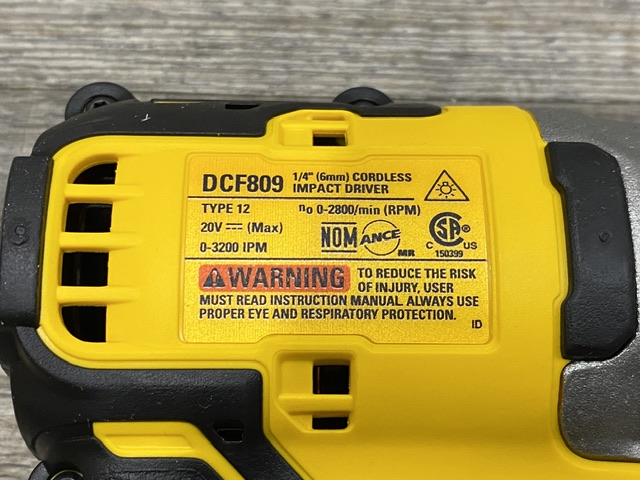 DCF809 1/4" (6mm) CORDLESS
IMPACT DRIVER
TYPE 12 no 0-2800/min (RPM)
20V ⎓ (Max)
0-3200 IPM
NOM ANCE MR
C SA ® C US
150399
WARNING TO REDUCE THE RISK
OF INJURY, USER
MUST READ INSTRUCTION MANUAL. ALWAYS USE
PROPER EYE AND RESPIRATORY PROTECTION.
ID